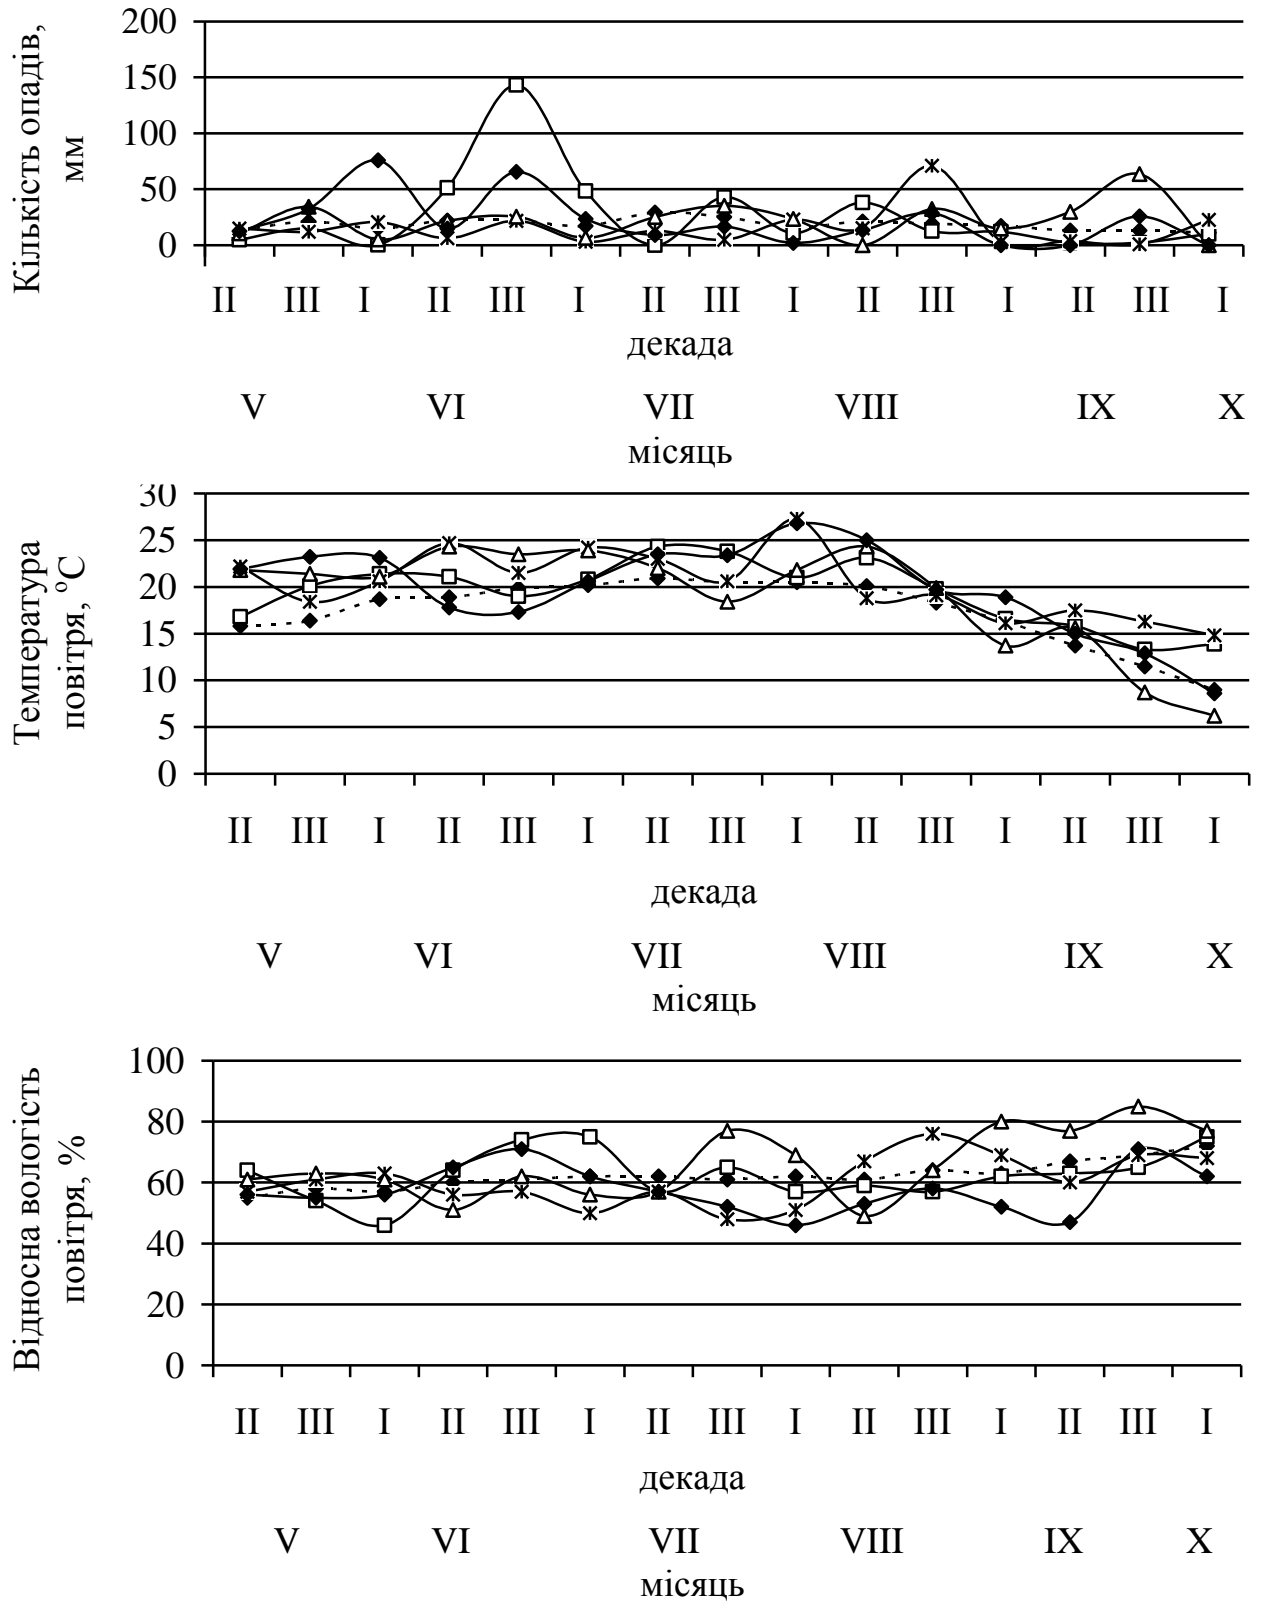 Кількість опадів,
мм
200
150
100
50
0
II III I II III I II III I II III I II III I
декада
V VI VII VIII IX X
місяць
Температура
повітря, °C
30
25
20
15
10
5
0
II III I II III I II III I II III I II III I
декада
V VI VII VIII IX X
місяць
Відносна вологість
повітря, %
100
80
60
40
20
0
II III I II III I II III I II III I II III I
декада
V VI VII VIII IX X
місяць